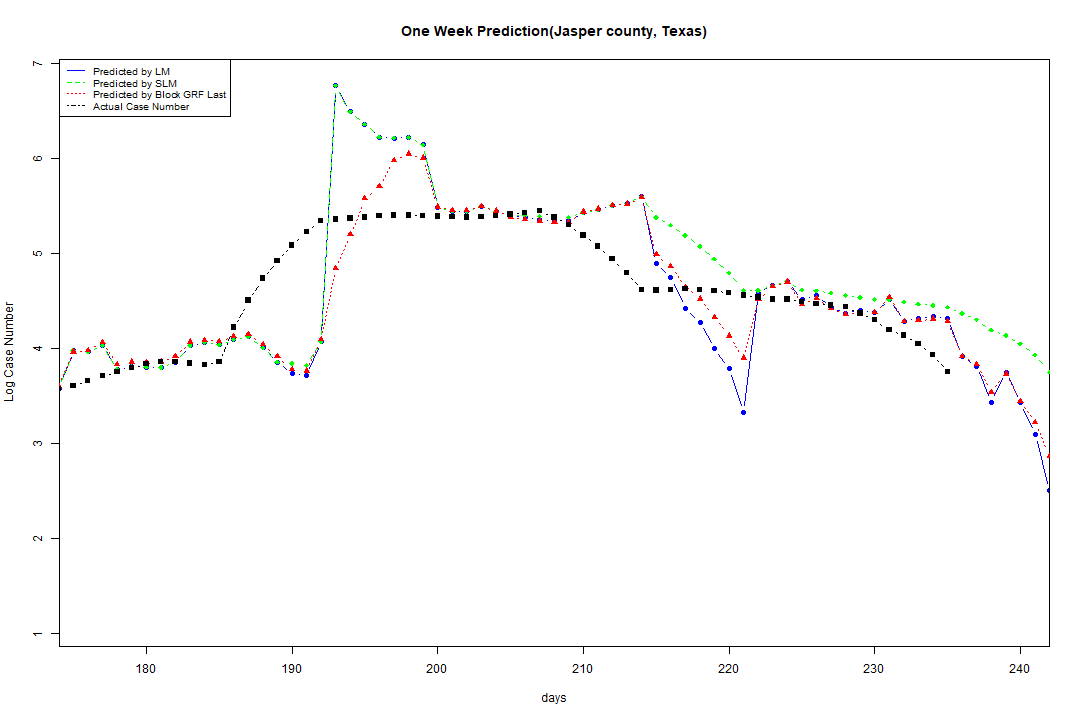 One Week Prediction(Jasper county, Texas)
7
6
5
4
3
2
1
Log Case Number
Predicted by LM
Predicted by SLM
Predicted by Block GRF Last
Actual Case Number
180 190 200 210 220 230 240
days